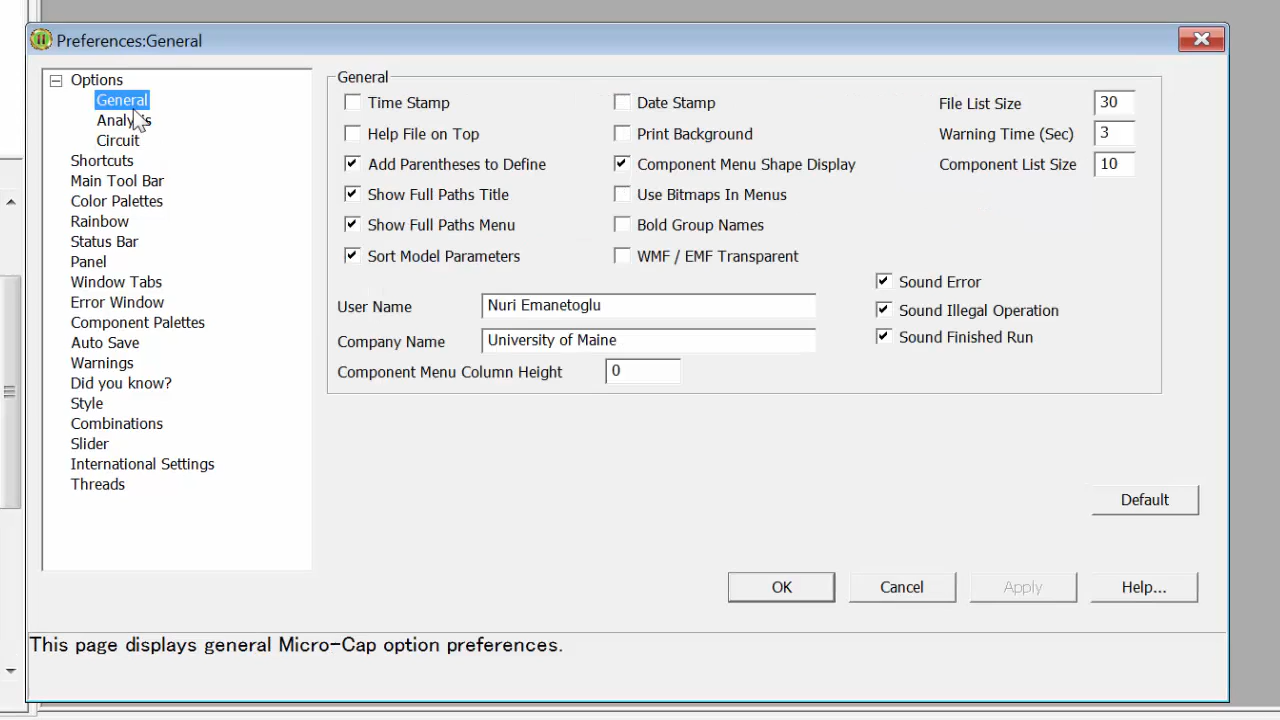 Preferences:General
Options
General
Analysis
Circuit
Shortcuts
Main Tool Bar
Color Palettes
Rainbow
Status Bar
Panel
Window Tabs
Error Window
Component Palettes
Auto Save
Warnings
Did you know?
Style
Combinations
Slider
International Settings
Threads
General
Time Stamp
Date Stamp
File List Size
30
Help File on Top
Print Background
Warning Time (Sec)
3
Add Parentheses to Define
Component Menu Shape Display
Component List Size
10
Show Full Paths Title
Use Bitmaps In Menus
Show Full Paths Menu
Bold Group Names
Sort Model Parameters
WMF / EMF Transparent
Sound Error
User Name
Nuri Emanetoglu
Sound Illegal Operation
Company Name
University of Maine
Sound Finished Run
Component Menu Column Height
0
Default
OK
Cancel
Apply
Help...
This page displays general Micro-Cap option preferences.